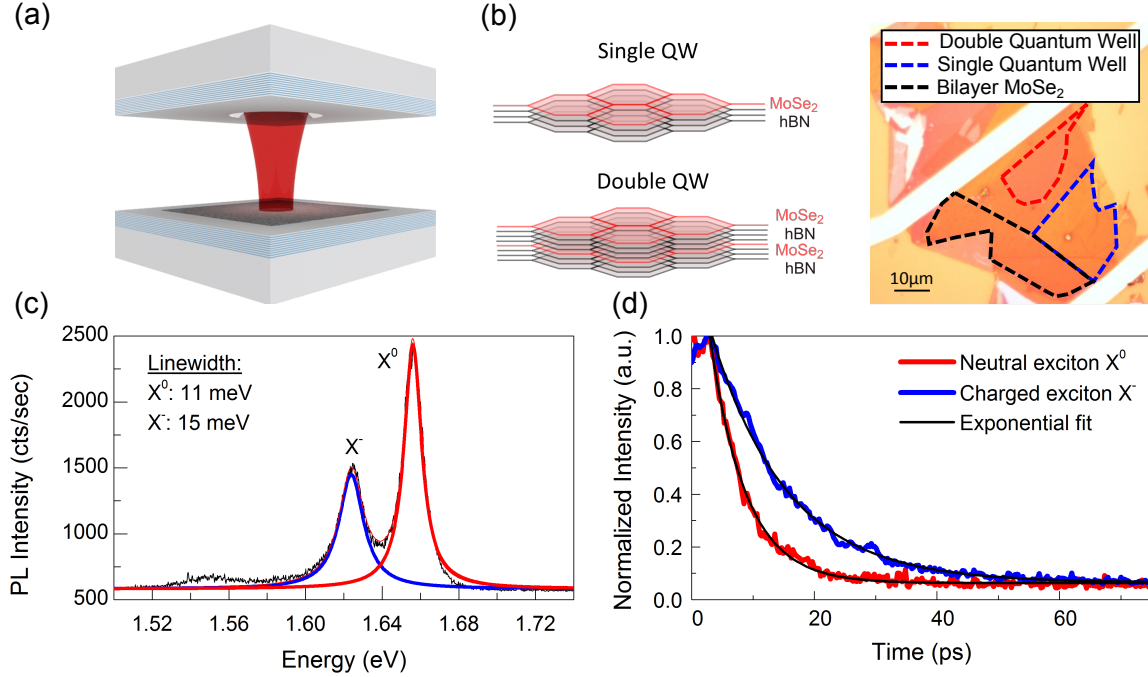 (a)
(b)
Single QW
MoSe₂
hBN
Double QW
MoSe₂
hBN
MoSe₂
hBN
Double Quantum Well
Single Quantum Well
Bilayer MoSe₂
10µm
(c)
2500
2000
1500
1000
500
PL Intensity (cts/sec)
Linewidth:
X⁰: 11 meV
X⁻: 15 meV
X⁰
X⁻
1.52
1.56
1.60
1.64
1.68
1.72
Energy (eV)
(d)
1.0
0.8
0.6
0.4
0.2
0.0
Normalized Intensity (a.u.)
Neutral exciton X⁰
Charged exciton X⁻
Exponential fit
0
20
40
60
Time (ps)